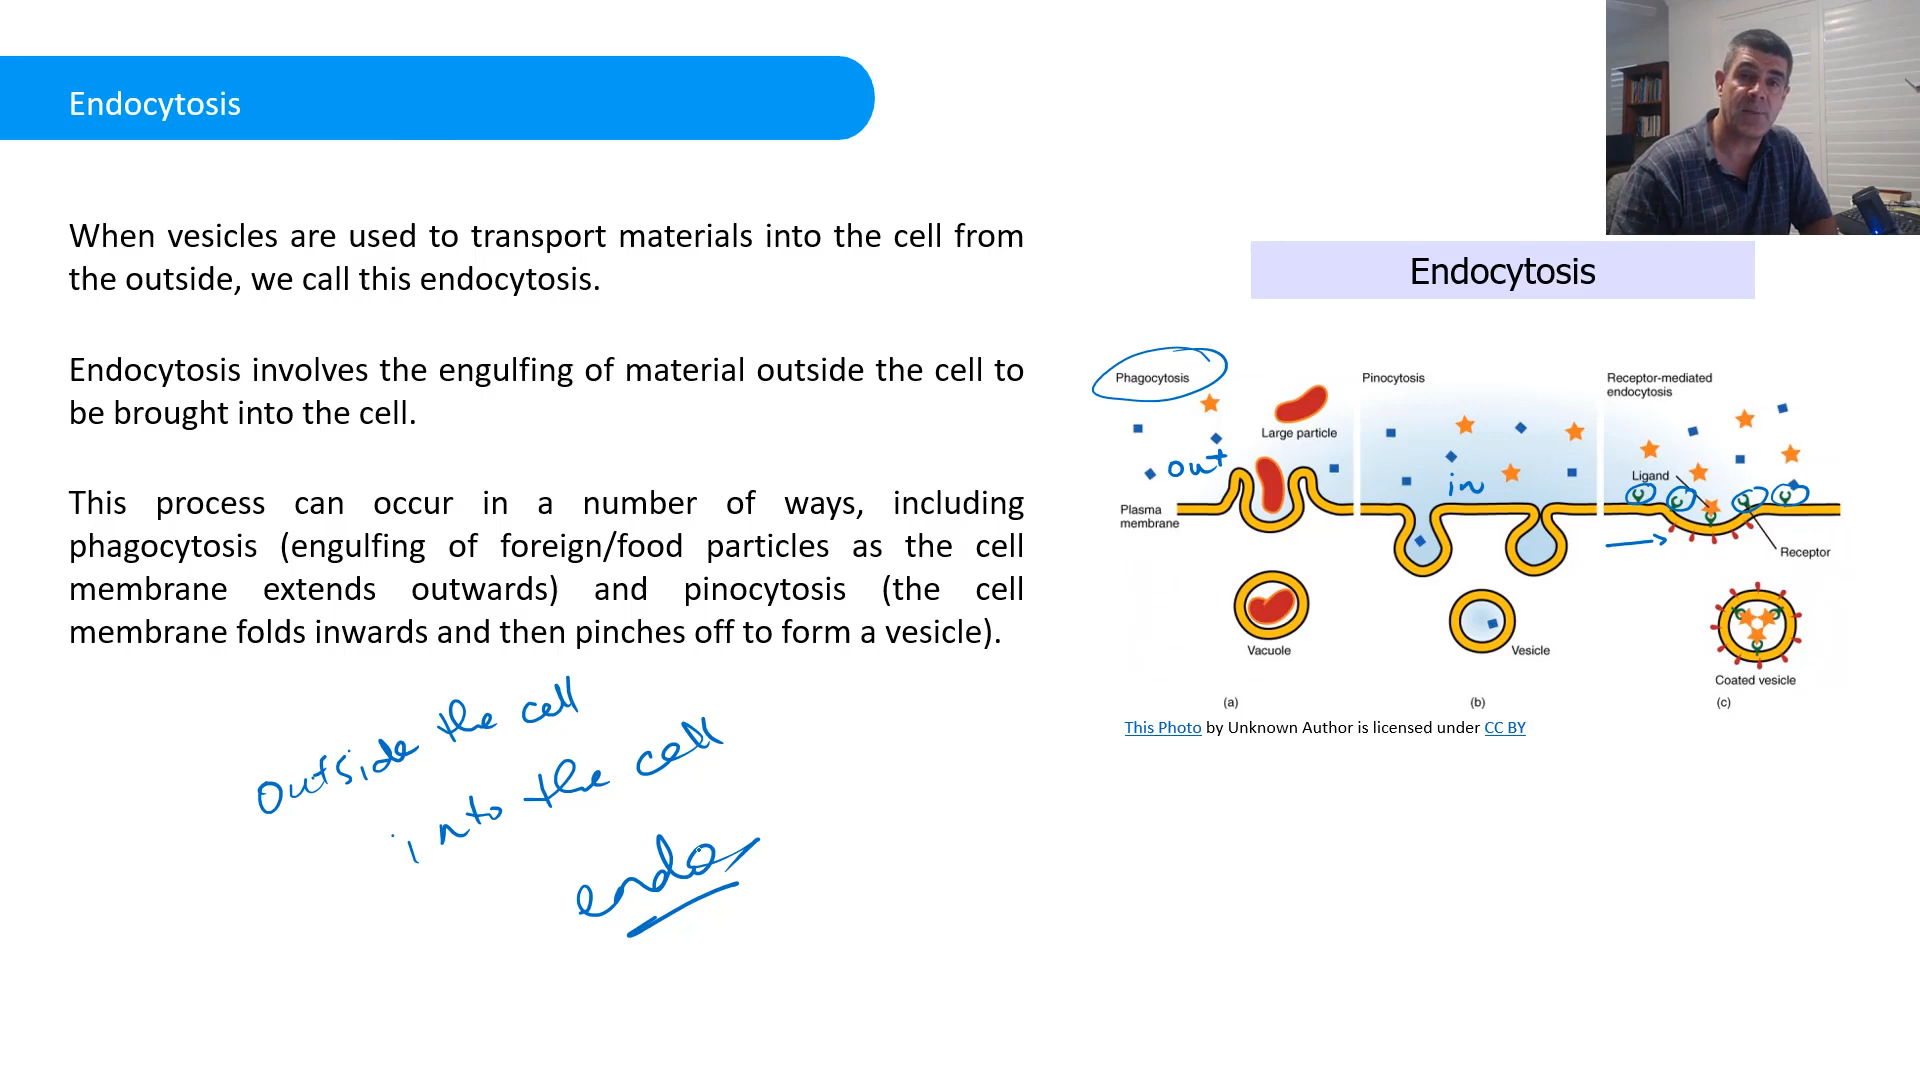 Endocytosis
When vesicles are used to transport materials into the cell from
the outside, we call this endocytosis.
Endocytosis involves the engulfing of material outside the cell to
be brought into the cell.
This process can occur in a number of ways, including
phagocytosis (engulfing of foreign/food particles as the cell
membrane extends outwards) and pinocytosis (the cell
membrane folds inwards and then pinches off to form a vesicle).
outside the cell
into the cell
endo
Endocytosis
Phagocytosis
Large particle
out
Plasma
membrane
Vacuole
(a)
Pinocytosis
in
Vesicle
(b)
Receptor-mediated
endocytosis
Ligand
Receptor
Coated vesicle
(c)
This Photo by Unknown Author is licensed under CC BY